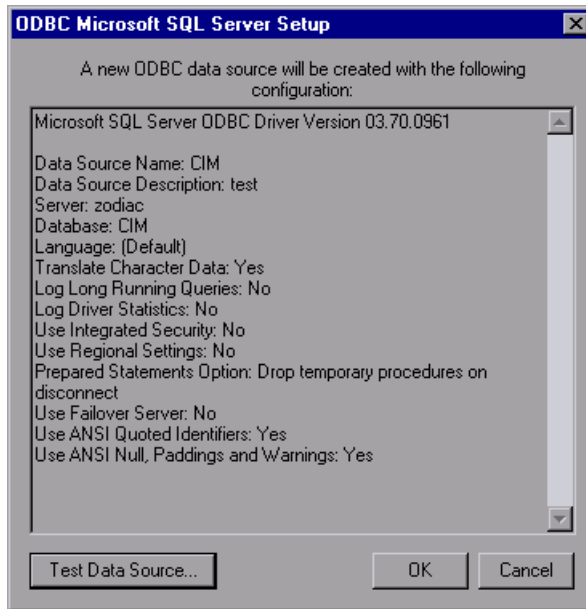 ODBC Microsoft SQL Server Setup
A new ODBC data source will be created with the following
configuration:
Microsoft SQL Server ODBC Driver Version 03.70.0961
Data Source Name: CIM
Data Source Description: test
Server: zodiac
Database: CIM
Language: (Default)
Translate Character Data: Yes
Log Long Running Queries: No
Log Driver Statistics: No
Use Integrated Security: No
Use Regional Settings: No
Prepared Statements Option: Drop temporary procedures on
disconnect
Use Failover Server: No
Use ANSI Quoted Identifiers: Yes
Use ANSI Null, Paddings and Warnings: Yes
Test Data Source... OK Cancel